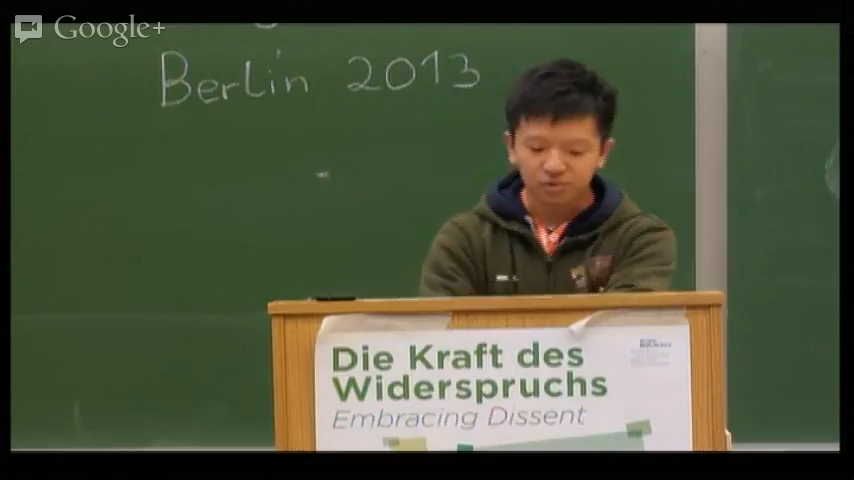 Google+
Berlin 2013
Die Kraft des
Widerspruchs
Embracing Dissent